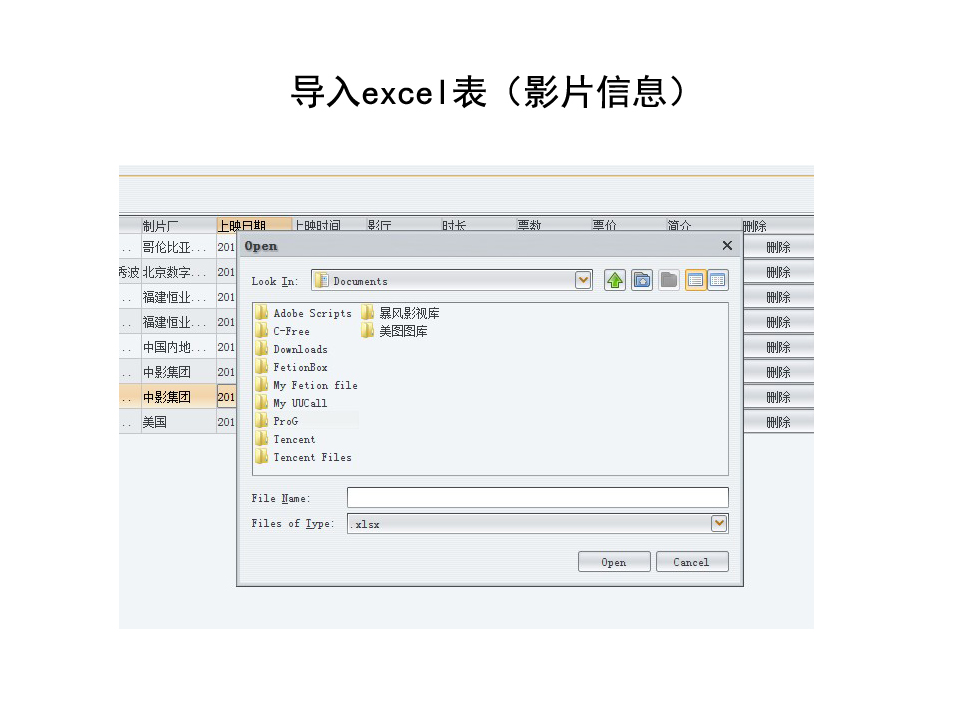 导入excel表（影片信息）
制片厂 上映日期 上映时间 影厅 时长 票数 票价 简介 删除
.. 哥伦比亚... 201 删除
秀波 北京数字... 201 删除
.. 福建恒业... 201 删除
.. 福建恒业... 201 删除
.. 中国内地... 201 删除
.. 中影集团 201 删除
.. 中影集团 201 删除
.. 美国 201 删除
Open
Look In: Documents
Adobe Scripts 暴风影视库
C-Free 美图图库
Downloads
FetionBox
My Fetion file
My UUCall
ProG
Tencent
Tencent Files
File Name:
Files of Type: .xlsx
Open Cancel